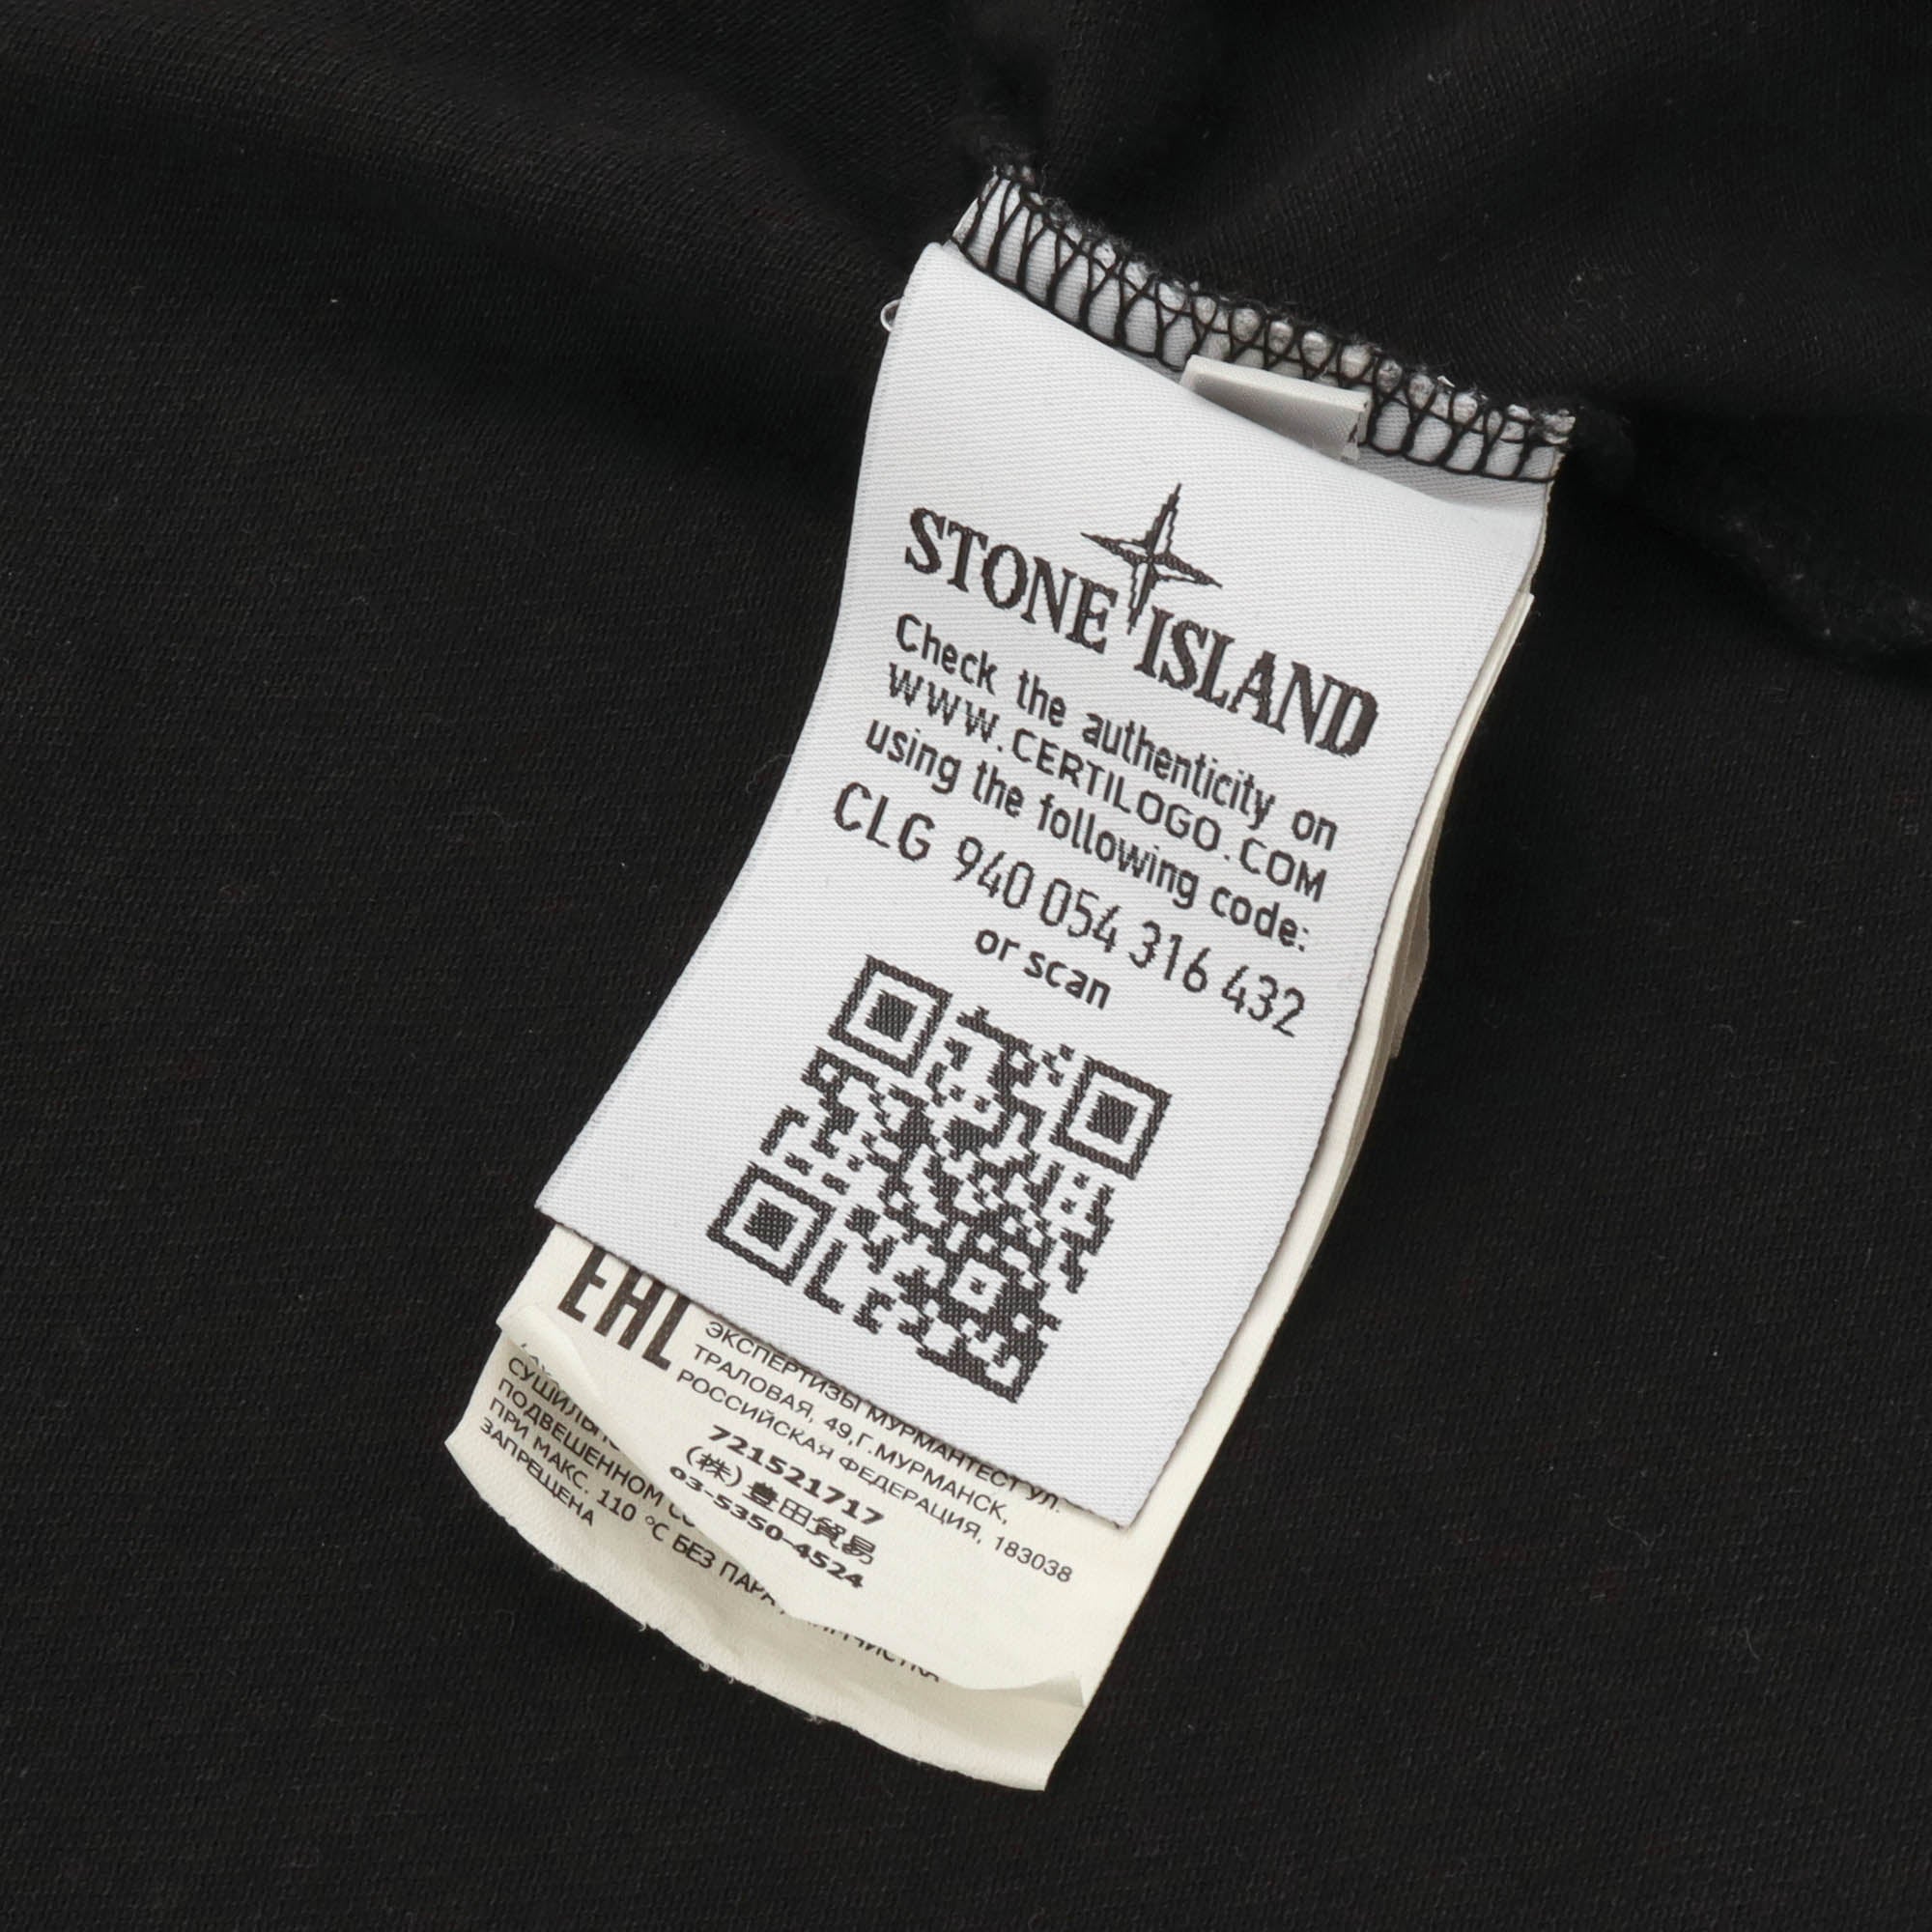 STONE ISLAND
Check the authenticity on
WWW.CERTILOGO.COM
using the following code:
CLG 940 054 316 432
or scan
EAC
ЭКСПЕРТИЗЫ МУРМАНТЕСТ УЛ.
ТРАЛОВАЯ, 49,Г.МУРМАНСК,
РОССИЙСКАЯ ФЕДЕРАЦИЯ, 183038
721521717
(株)豊田貿易
03-5350-4524
ПОДВЕШЕННОМ
ПРИ МАКС. 110 °C БЕЗ ПАРА
ЗАПРЕЩЕНА